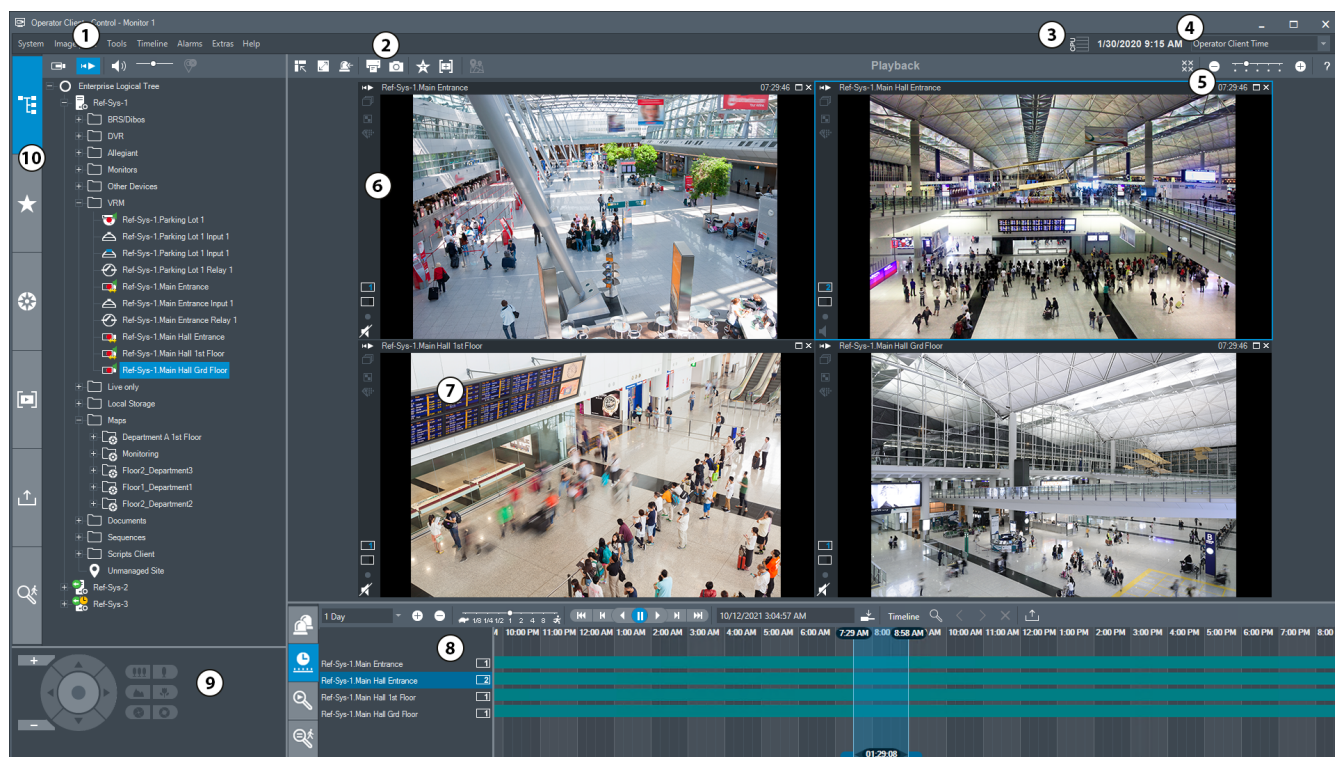 Operator Client - Control - Monitor 1
1
2
3
4
System Image Tools Timeline Alarms Extras Help
1/30/2020 9:15 AM Operator Client Time
Playback
?
5
Enterprise Logical Tree
Ref-Sys-1
BRS/Dibos
DVR
Allegiant
Monitors
Other Devices
VRM
Ref-Sys-1.Parking Lot 1
Ref-Sys-1.Parking Lot 1 Input 1
Ref-Sys-1.Parking Lot 1 Input 1
Ref-Sys-1.Parking Lot 1 Relay 1
Ref-Sys-1.Main Entrance
Ref-Sys-1.Main Entrance Input 1
Ref-Sys-1.Main Entrance Relay 1
Ref-Sys-1.Main Hall Entrance
Ref-Sys-1.Main Hall 1st Floor
Ref-Sys-1.Main Hall Grd Floor
Live only
Local Storage
Maps
Department A 1st Floor
Monitoring
Floor2_Department3
Floor1_Department1
Floor2_Department2
Documents
Sequences
Scripts Client
Unmanaged Site
Ref-Sys-2
Ref-Sys-3
10
Ref-Sys-1.Main Entrance 07:29:46
Ref-Sys-1.Main Hall Entrance 07:29:46
6
1
2
Ref-Sys-1.Main Hall 1st Floor
Ref-Sys-1.Main Hall Grd Floor 07:29:46
7
B
1
1
9
1 Day
1/8 1/4 1/2 1 2 4 8
10/12/2021 3:04:57 AM
Timeline
8
4 10:00 PM 11:00 PM 12:00 AM 1:00 AM 2:00 AM 3:00 AM 4:00 AM 5:00 AM 6:00 AM 7:29 AM 8:00 8:58 AM AM 10:00 AM 11:00 AM 12:00 PM 1:00 PM 2:00 PM 3:00 PM 4:00 PM 5:00 PM 6:00 PM 7:00 PM 8:00
Ref-Sys-1.Main Entrance 1
Ref-Sys-1.Main Hall Entrance 2
Ref-Sys-1.Main Hall 1st Floor 1
Ref-Sys-1.Main Hall Grd Floor 1
01:29:08